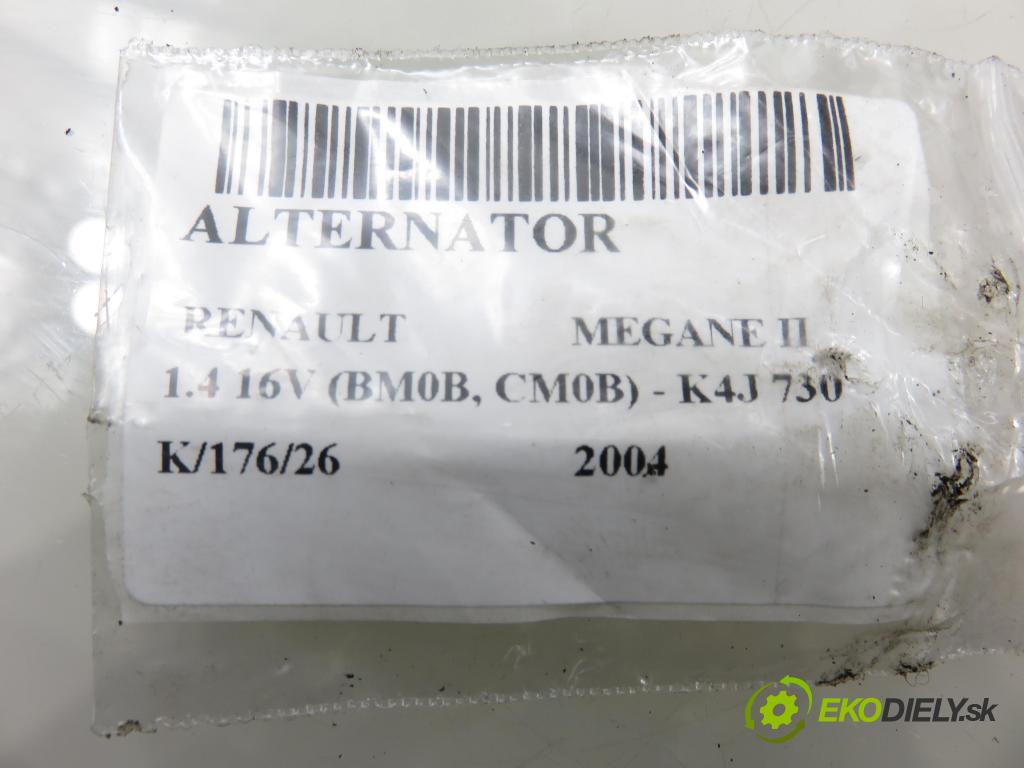 ALTERNATOR
RENAULT MEGANE II
1.4 16V (BM0B, CM0B) - K4J 730
K/176/26 2004
EKODIELY.sk